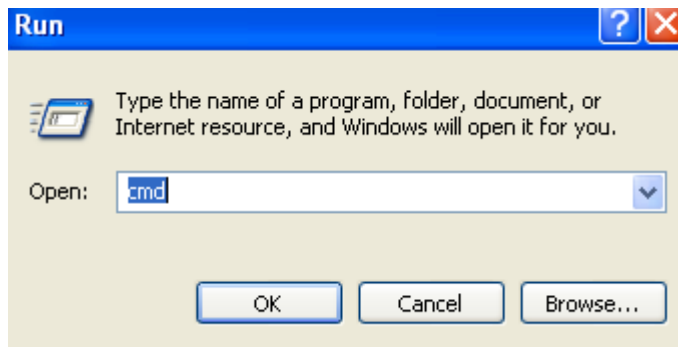 Run
Type the name of a program, folder, document, or
Internet resource, and Windows will open it for you.
Open: cmd
OK Cancel Browse...